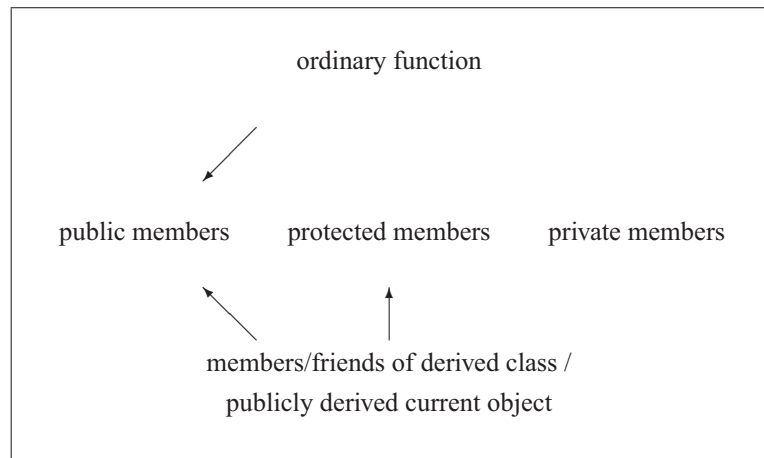 ordinary function
public members protected members private members
members/friends of derived class /
publicly derived current object